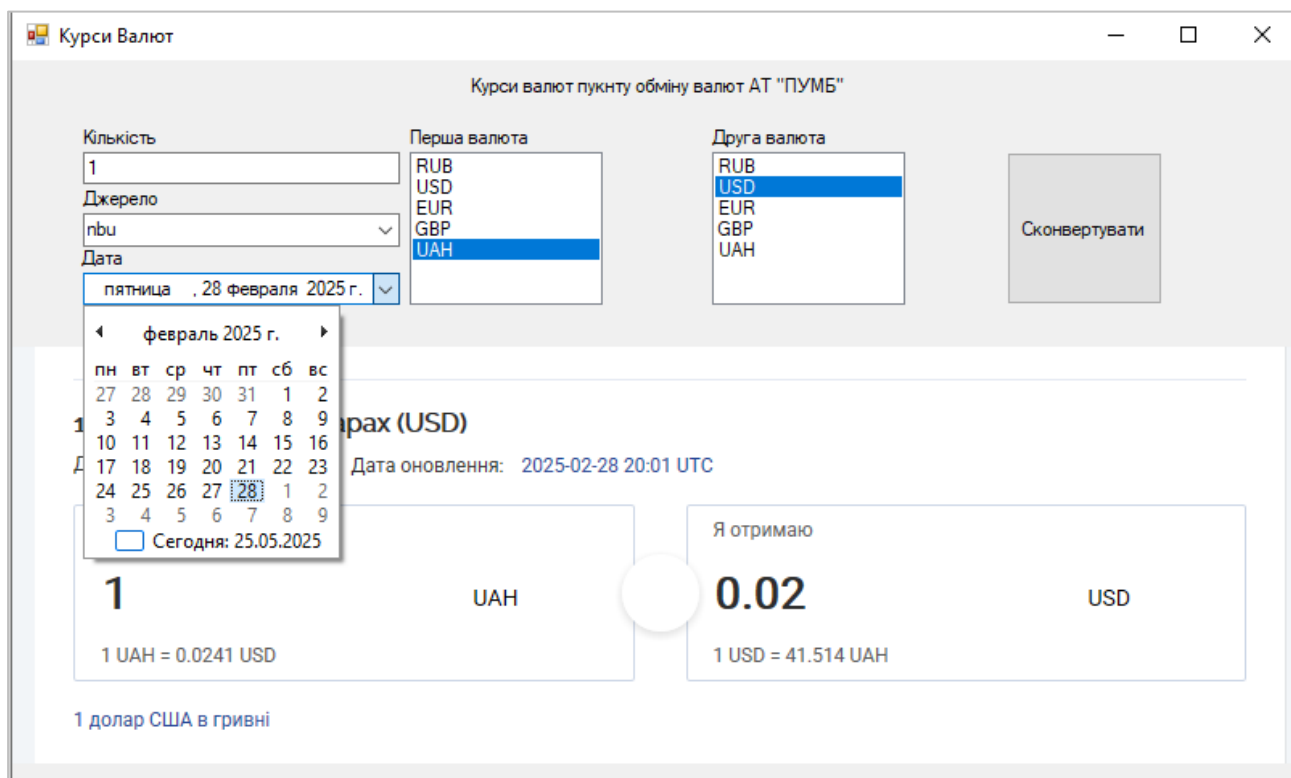 Курси Валют
Курси валют пукнту обміну валют АТ "ПУМБ"
Кількість
1
Джерело
nbu
Дата
пятница , 28 февраля 2025 г.
Перша валюта
RUB
USD
EUR
GBP
UAH
Друга валюта
RUB
USD
EUR
GBP
UAH
Сконвертувати
февраль 2025 г.
пн вт ср чт пт сб вс
27 28 29 30 31 1 2
3 4 5 6 7 8 9
10 11 12 13 14 15 16
17 18 19 20 21 22 23
24 25 26 27 28 1 2
3 4 5 6 7 8 9
Сегодня: 25.05.2025
(USD)
Дата оновлення: 2025-02-28 20:01 UTC
1 UAH
1 UAH = 0.0241 USD
Я отримаю
0.02 USD
1 USD = 41.514 UAH
1 долар США в гривні